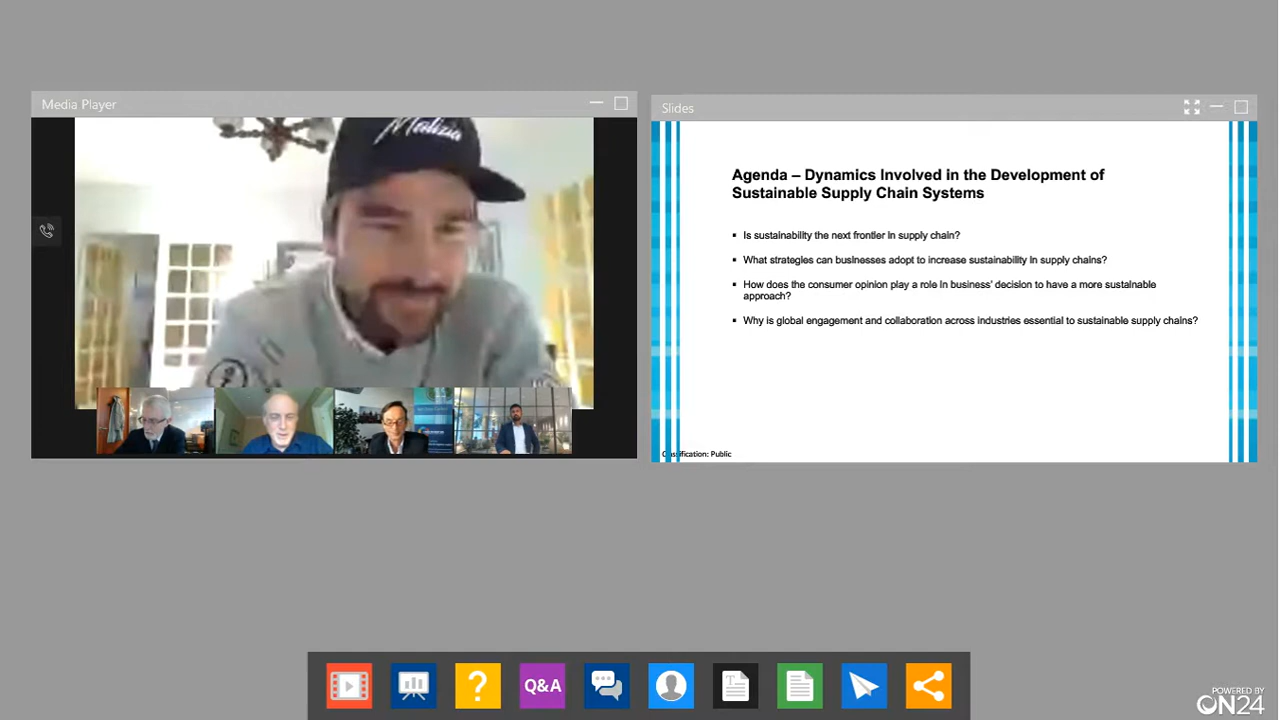 Media Player
Malizia
Slides
Agenda – Dynamics Involved in the Development of
Sustainable Supply Chain Systems
▪ Is sustainability the next frontier in supply chain?
▪ What strategies can businesses adopt to increase sustainability in supply chains?
▪ How does the consumer opinion play a role in business' decision to have a more sustainable
approach?
▪ Why is global engagement and collaboration across industries essential to sustainable supply chains?
Classification: Public
?
Q&A
POWERED BY
ON24